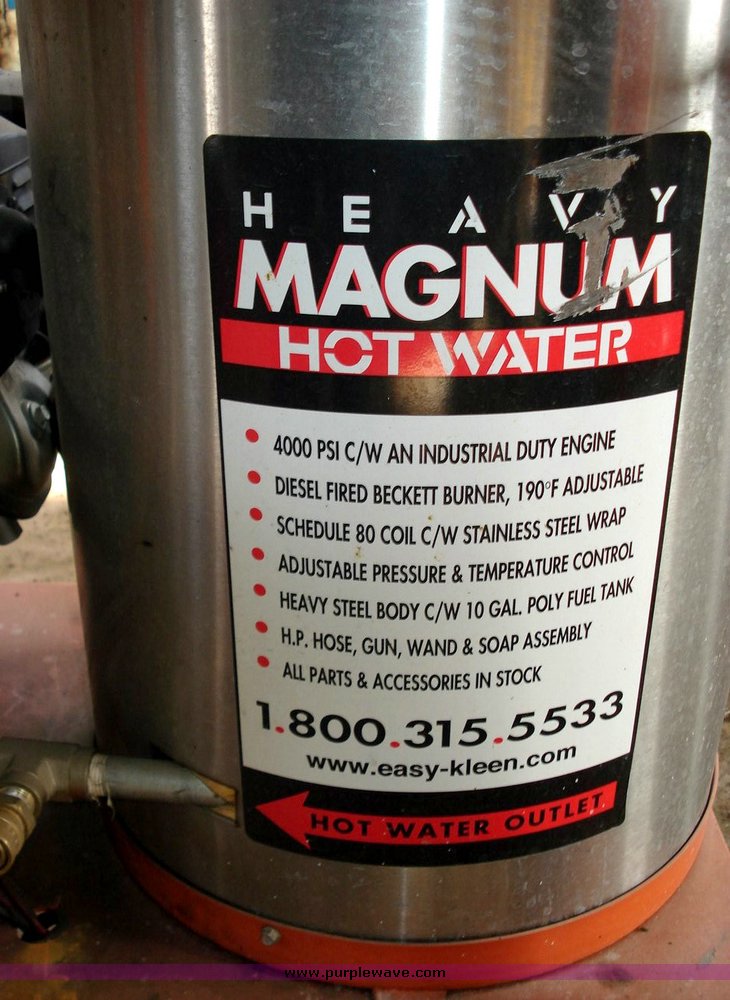 HEAVY
MAGNUM
HOT WATER
4000 PSI C/W AN INDUSTRIAL DUTY ENGINE
DIESEL FIRED BECKETT BURNER, 190°F ADJUSTABLE
SCHEDULE 80 COIL C/W STAINLESS STEEL WRAP
ADJUSTABLE PRESSURE & TEMPERATURE CONTROL
HEAVY STEEL BODY C/W 10 GAL. POLY FUEL TANK
H.P. HOSE, GUN, WAND & SOAP ASSEMBLY
ALL PARTS & ACCESSORIES IN STOCK
1.800.315.5533
www.easy-kleen.com
HOT WATER OUTLET
www.purplewave.com